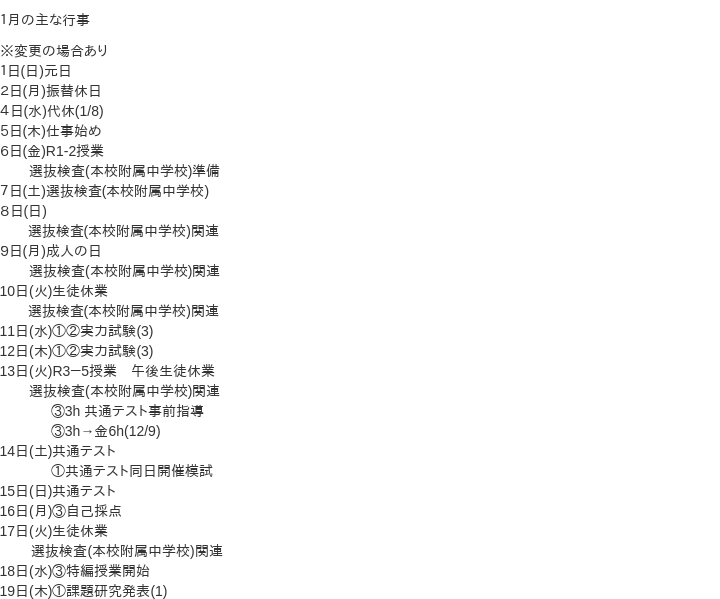 1月の主な行事
※変更の場合あり
1日(日)元日
2日(月)振替休日
4日(水)代休(1/8)
5日(木)仕事始め
6日(金)R1-2授業
選抜検査(本校附属中学校)準備
7日(土)選抜検査(本校附属中学校)
8日(日)
選抜検査(本校附属中学校)関連
9日(月)成人の日
選抜検査(本校附属中学校)関連
10日(火)生徒休業
選抜検査(本校附属中学校)関連
11日(水)①②実力試験(3)
12日(木)①②実力試験(3)
13日(火)R3ー5授業　午後生徒休業
選抜検査(本校附属中学校)関連
③3h 共通テスト事前指導
③3h→金6h(12/9)
14日(土)共通テスト
①共通テスト同日開催模試
15日(日)共通テスト
16日(月)③自己採点
17日(火)生徒休業
選抜検査(本校附属中学校)関連
18日(水)③特編授業開始
19日(木)①課題研究発表(1)